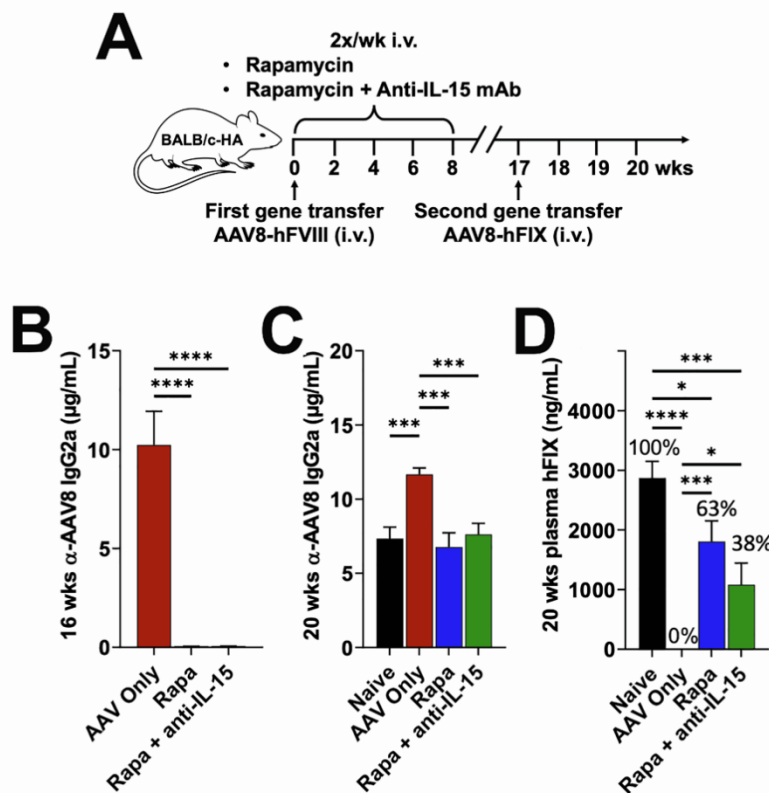 A
2x/wk i.v.
• Rapamycin
• Rapamycin + Anti-IL-15 mAb
BALB/c-HA
0 2 4 6 8 17 18 19 20 wks
First gene transfer
AAV8-hFVIII (i.v.)
Second gene transfer
AAV8-hFIX (i.v.)
B
16 wks α-AAV8 IgG2a (µg/mL)
15
10
5
0
****
****
AAV Only
Rapa
Rapa + anti-IL-15
C
20 wks α-AAV8 IgG2a (µg/mL)
20
15
10
5
0
***
***
***
Naive
AAV Only
Rapa
Rapa + anti-IL-15
D
20 wks plasma hFIX (ng/mL)
4000
3000
2000
1000
0
***
*
****
*
***
100%
0%
63%
38%
Naive
AAV Only
Rapa
Rapa + anti-IL-15